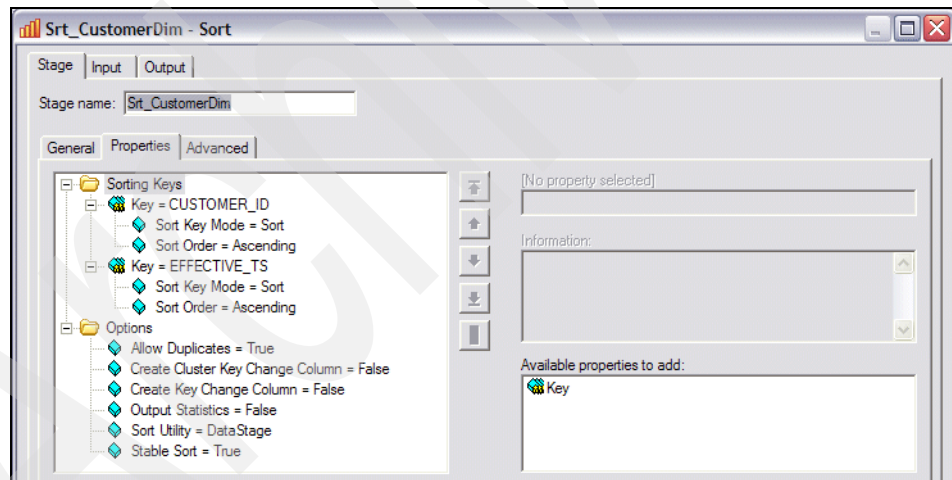 Srt_CustomerDim - Sort
Stage Input Output
Stage name: Srt_CustomerDim
General Properties Advanced
Sorting Keys
Key = CUSTOMER_ID
Sort Key Mode = Sort
Sort Order = Ascending
Key = EFFECTIVE_TS
Sort Key Mode = Sort
Sort Order = Ascending
Options
Allow Duplicates = True
Create Cluster Key Change Column = False
Create Key Change Column = False
Output Statistics = False
Sort Utility = DataStage
Stable Sort = True
[No property selected]
Information:
Available properties to add:
Key